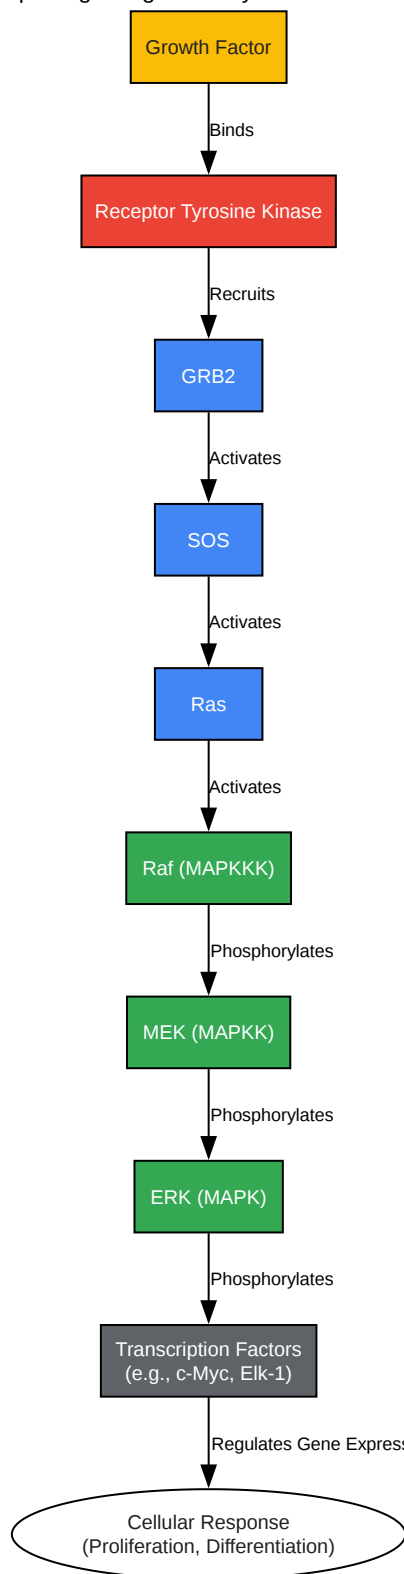 Growth Factor
Binds
Receptor Tyrosine Kinase
Recruits
GRB2
Activates
SOS
Activates
Ras
Activates
Raf (MAPKKK)
Phosphorylates
MEK (MAPKK)
Phosphorylates
ERK (MAPK)
Phosphorylates
Transcription Factors
(e.g., c-Myc, Elk-1)
Regulates Gene Express
Cellular Response
(Proliferation, Differentiation)